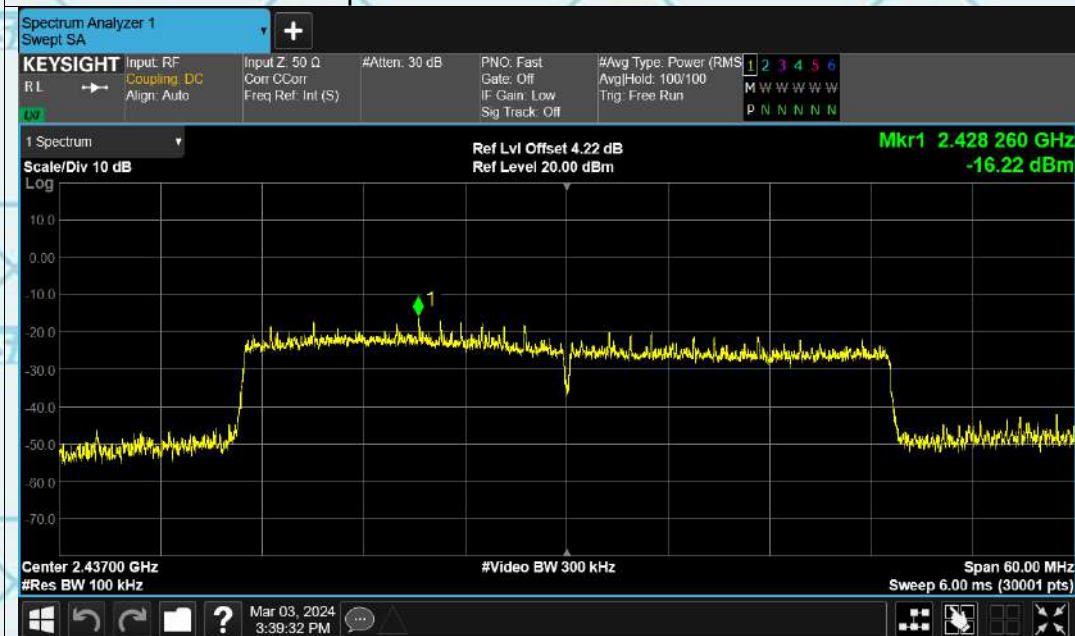 Spectrum Analyzer 1
Swept SA
KEYSIGHT Input: RF Input Z: 50 Ω #Atten: 30 dB PNO: Fast #Avg Type: Power (RMS 1 2 3 4 5 6
RL Coupling: DC Corr CCorr Gate: Off Avg|Hold: 100/100 M W W W W W
Align: Auto Freq Ref: Int (S) IF Gain: Low Trig: Free Run
LXI Sig Track: Off P N N N N N
1 Spectrum Ref Lvl Offset 4.22 dB Mkr1 2.428 260 GHz
Scale/Div 10 dB Ref Level 20.00 dBm -16.22 dBm
Log
10.0
0.00
-10.0
1
-20.0
-30.0
-40.0
-50.0
-60.0
-70.0
Center 2.43700 GHz #Video BW 300 kHz Span 60.00 MHz
#Res BW 100 kHz Sweep 6.00 ms (30001 pts)
? Mar 03, 2024
3:39:32 PM